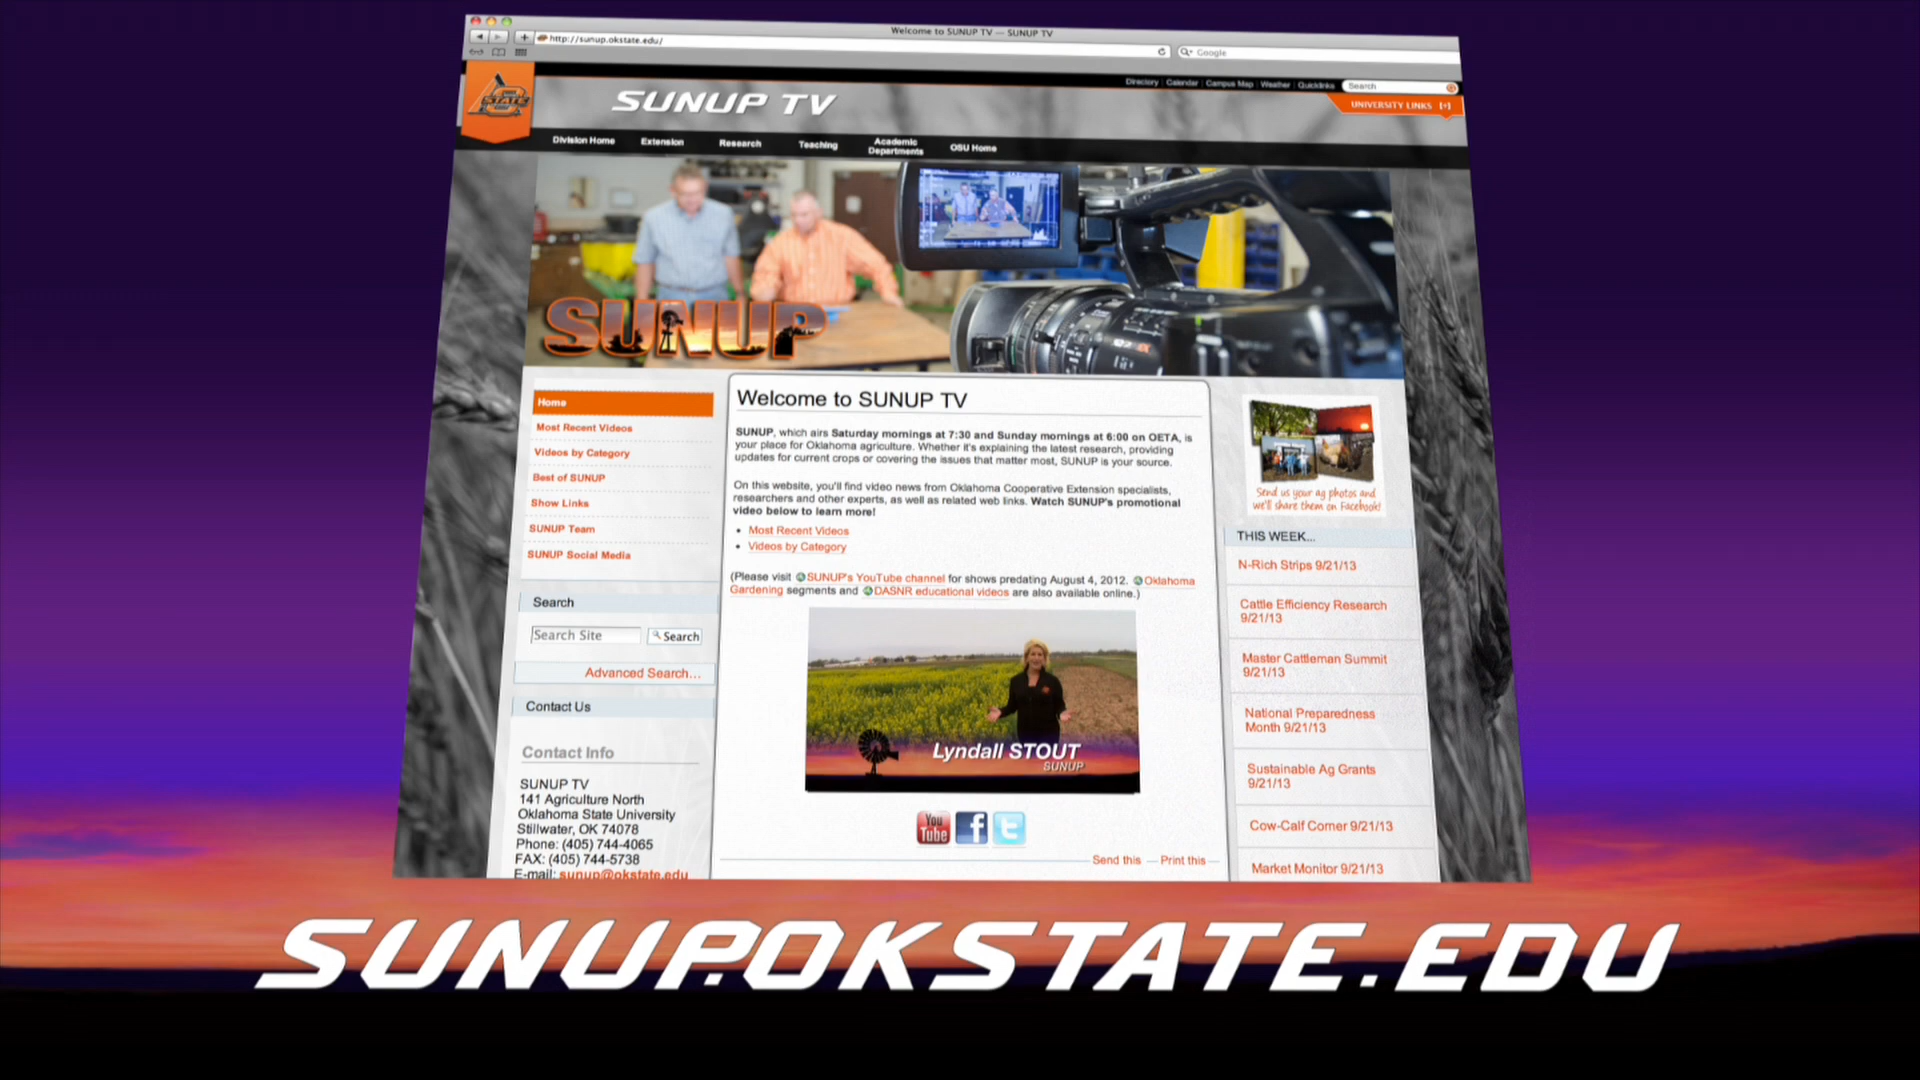 Welcome to SUNUP TV — SUNUP TV
http://sunup.okstate.edu/
Google
Directory Calendar Campus Map Weather Quicklinks
Search
UNIVERSITY LINKS [+]
STATE
SUNUP TV
Division Home Extension Research Teaching Academic Departments OSU Home
SUNUP
Home
Most Recent Videos
Videos by Category
Best of SUNUP
Show Links
SUNUP Team
SUNUP Social Media
Search
Search Site Search
Advanced Search...
Contact Us
Contact Info
SUNUP TV
141 Agriculture North
Oklahoma State University
Stillwater, OK 74078
Phone: (405) 744-4065
FAX: (405) 744-5738
E-mail: sunup@okstate.edu
Welcome to SUNUP TV
SUNUP, which airs Saturday mornings at 7:30 and Sunday mornings at 6:00 on OETA, is
your place for Oklahoma agriculture. Whether it's explaining the latest research, providing
updates for current crops or covering the issues that matter most, SUNUP is your source.
On this website, you'll find video news from Oklahoma Cooperative Extension specialists,
researchers and other experts, as well as related web links. Watch SUNUP's promotional
video below to learn more!
• Most Recent Videos
• Videos by Category
(Please visit SUNUP's YouTube channel for shows predating August 4, 2012. Oklahoma
Gardening segments and DASNR educational videos are also available online.)
Lyndall STOUT
SUNUP
You Tube f t
Send this — Print this —
Send us your ag photos and
we'll share them on Facebook!
THIS WEEK...
N-Rich Strips 9/21/13
Cattle Efficiency Research
9/21/13
Master Cattleman Summit
9/21/13
National Preparedness
Month 9/21/13
Sustainable Ag Grants
9/21/13
Cow-Calf Corner 9/21/13
Market Monitor 9/21/13
SUNUP.OKSTATE.EDU